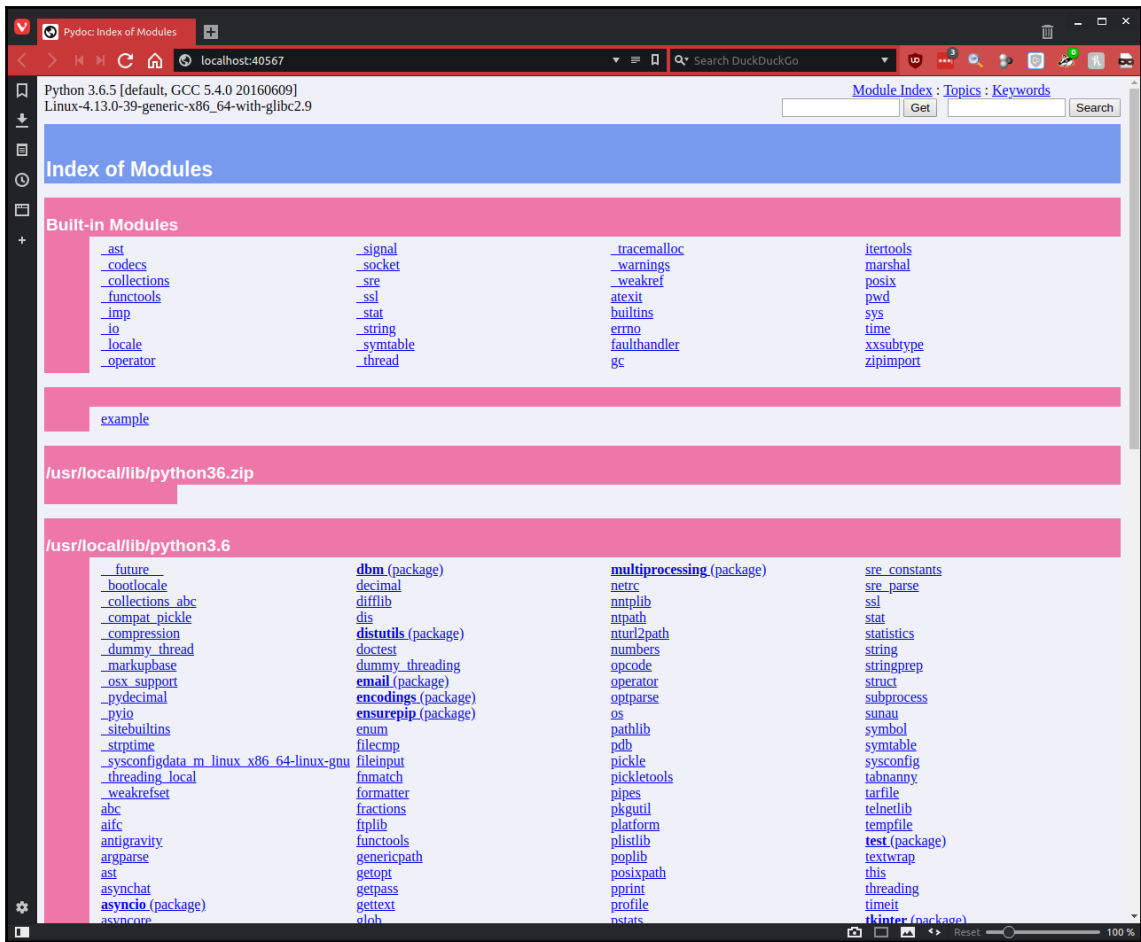 Pydoc: Index of Modules
localhost:40567
Search DuckDuckGo
3
0
Python 3.6.5 [default, GCC 5.4.0 20160609]
Linux-4.13.0-39-generic-x86_64-with-glibc2.9
Module Index : Topics : Keywords
Get
Search
Index of Modules
Built-in Modules
_ast
_codecs
_collections
_functools
_imp
_io
_locale
_operator
_signal
_socket
_sre
_ssl
_stat
_string
_symtable
_thread
_tracemalloc
_warnings
_weakref
atexit
builtins
errno
faulthandler
gc
itertools
marshal
posix
pwd
sys
time
xxsubtype
zipimport
example
/usr/local/lib/python36.zip
/usr/local/lib/python3.6
__future__
_bootlocale
_collections_abc
_compat_pickle
_compression
_dummy_thread
_markupbase
_osx_support
_pydecimal
_pyio
_sitebuiltins
_strptime
_sysconfigdata_m_linux_x86_64-linux-gnu
_threading_local
_weakrefset
abc
aifc
antigravity
argparse
ast
asynchat
asyncio (package)
asyncore
dbm (package)
decimal
difflib
dis
distutils (package)
doctest
dummy_threading
email (package)
encodings (package)
ensurepip (package)
enum
filecmp
fileinput
fnmatch
formatter
fractions
ftplib
functools
genericpath
getopt
getpass
gettext
glob
multiprocessing (package)
netrc
nntplib
ntpath
nturl2path
numbers
opcode
operator
optparse
os
pathlib
pdb
pickle
pickletools
pipes
pkgutil
platform
plistlib
poplib
posixpath
pprint
profile
pstats
sre_constants
sre_parse
ssl
stat
statistics
string
stringprep
struct
subprocess
sunau
symbol
symtable
sysconfig
tabnanny
tarfile
telnetlib
tempfile
test (package)
textwrap
this
threading
timeit
tkinter (package)
Reset
100 %